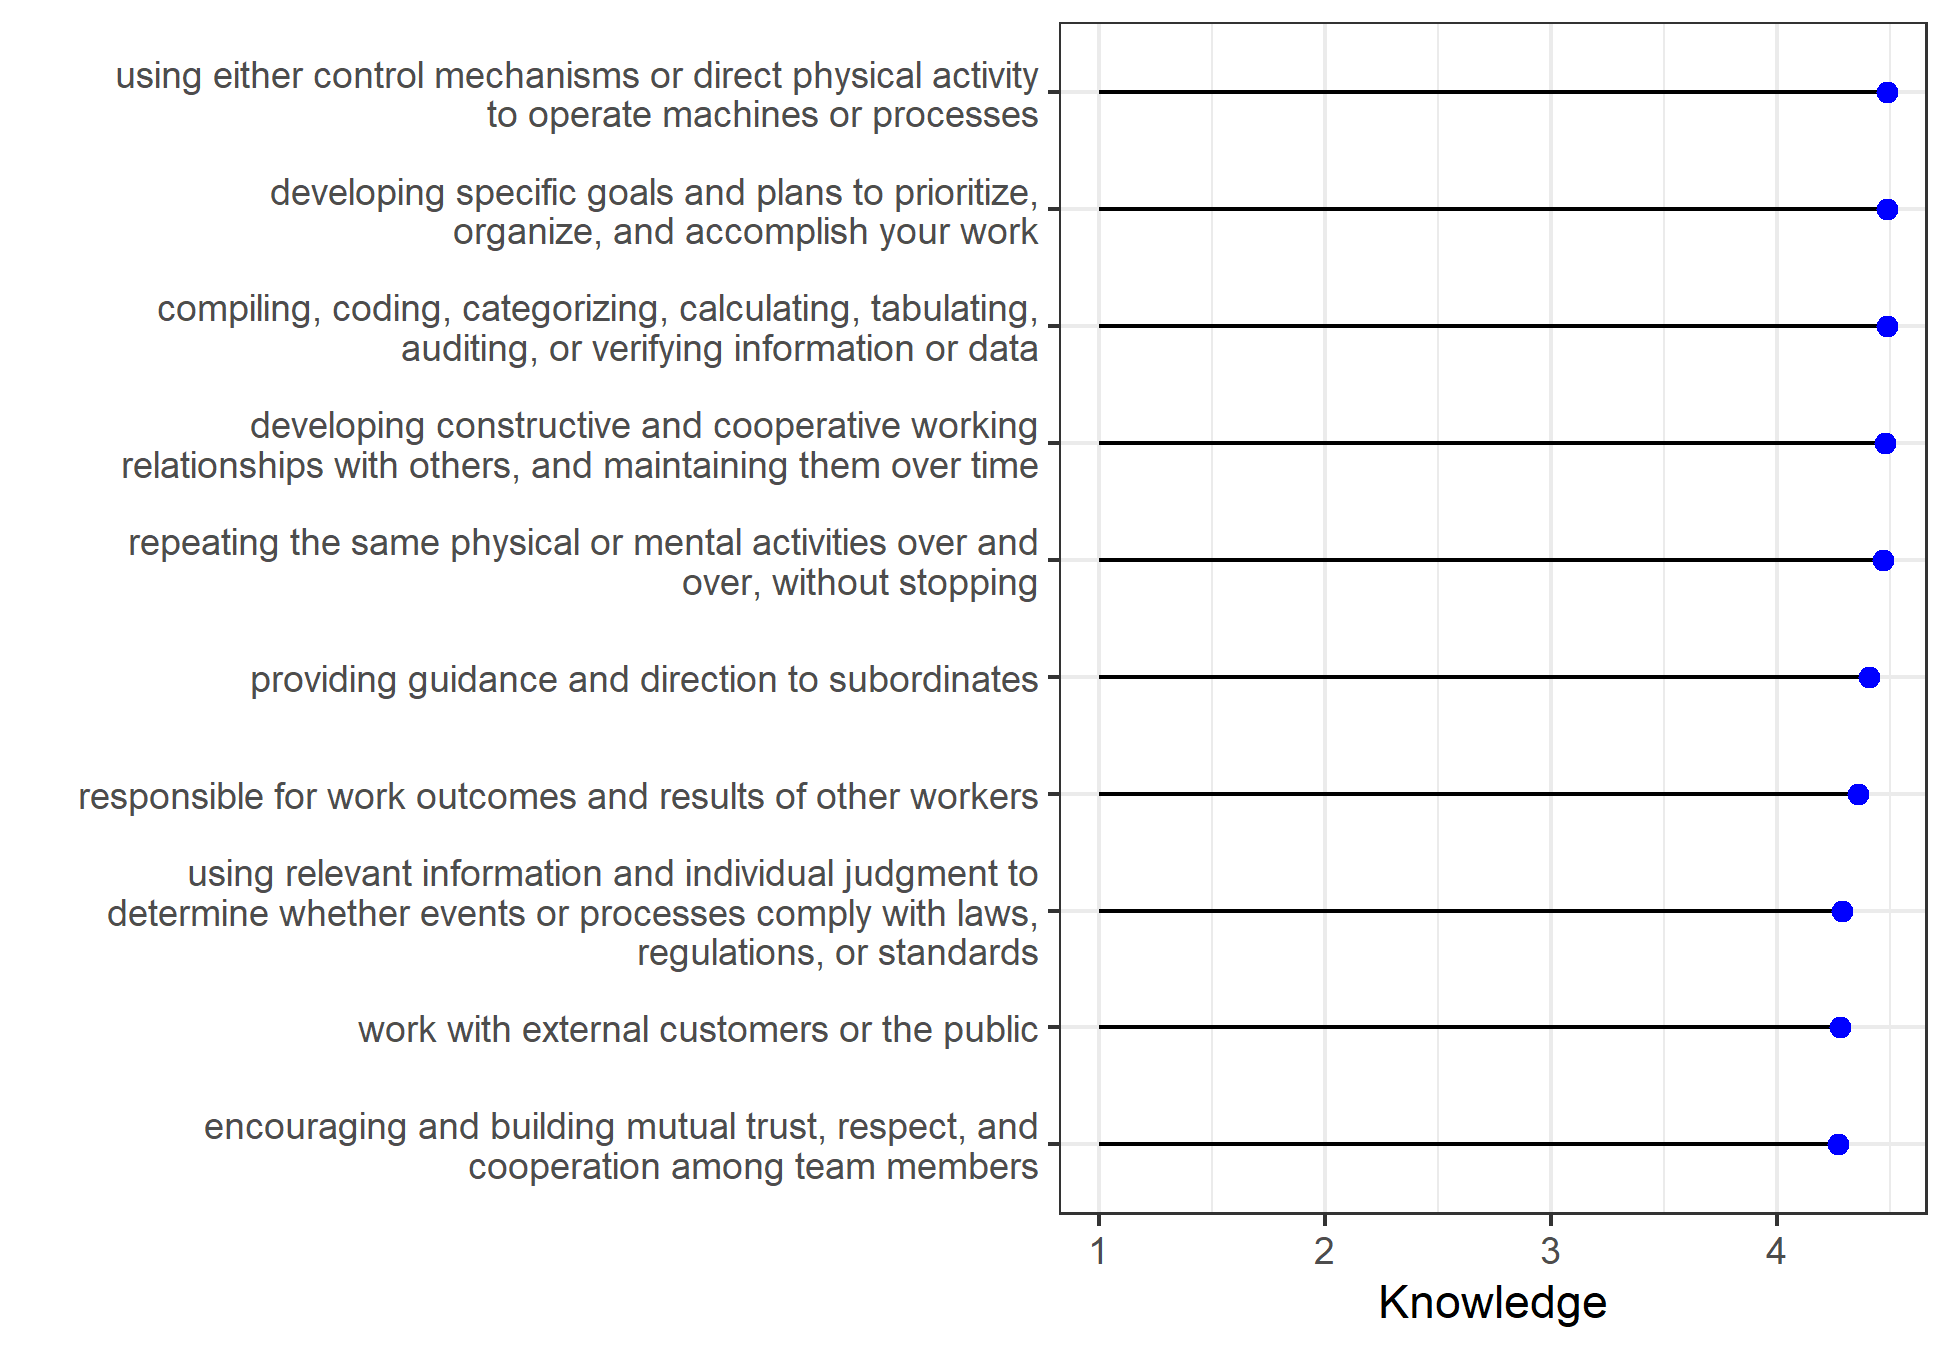 using either control mechanisms or direct physical activity
to operate machines or processes
developing specific goals and plans to prioritize,
organize, and accomplish your work
compiling, coding, categorizing, calculating, tabulating,
auditing, or verifying information or data
developing constructive and cooperative working
relationships with others, and maintaining them over time
repeating the same physical or mental activities over and
over, without stopping
providing guidance and direction to subordinates
responsible for work outcomes and results of other workers
using relevant information and individual judgment to
determine whether events or processes comply with laws,
regulations, or standards
work with external customers or the public
encouraging and building mutual trust, respect, and
cooperation among team members
1 2 3 4
Knowledge